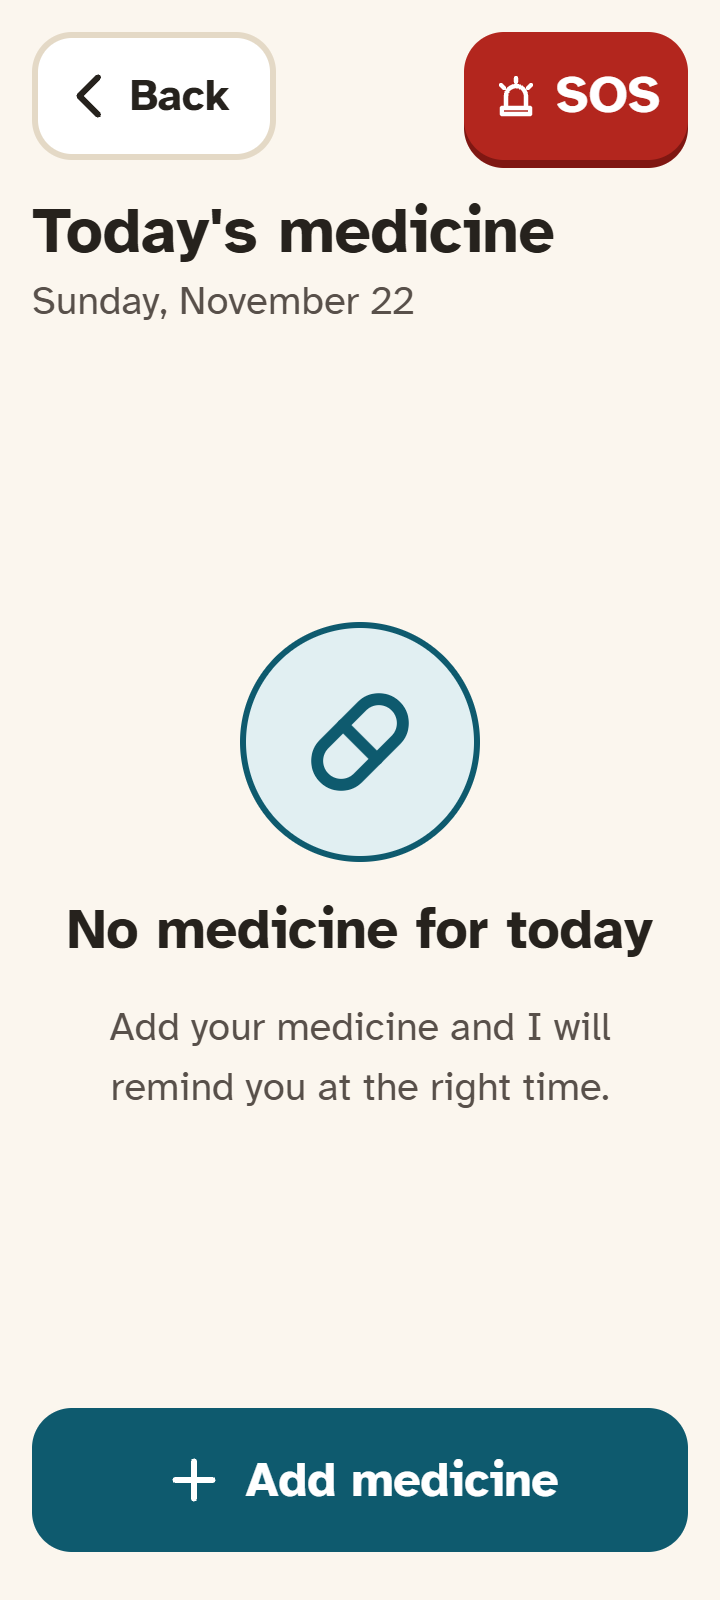 Back
SOS
Today's medicine
Sunday, November 22
No medicine for today
Add your medicine and I will
remind you at the right time.
Add medicine